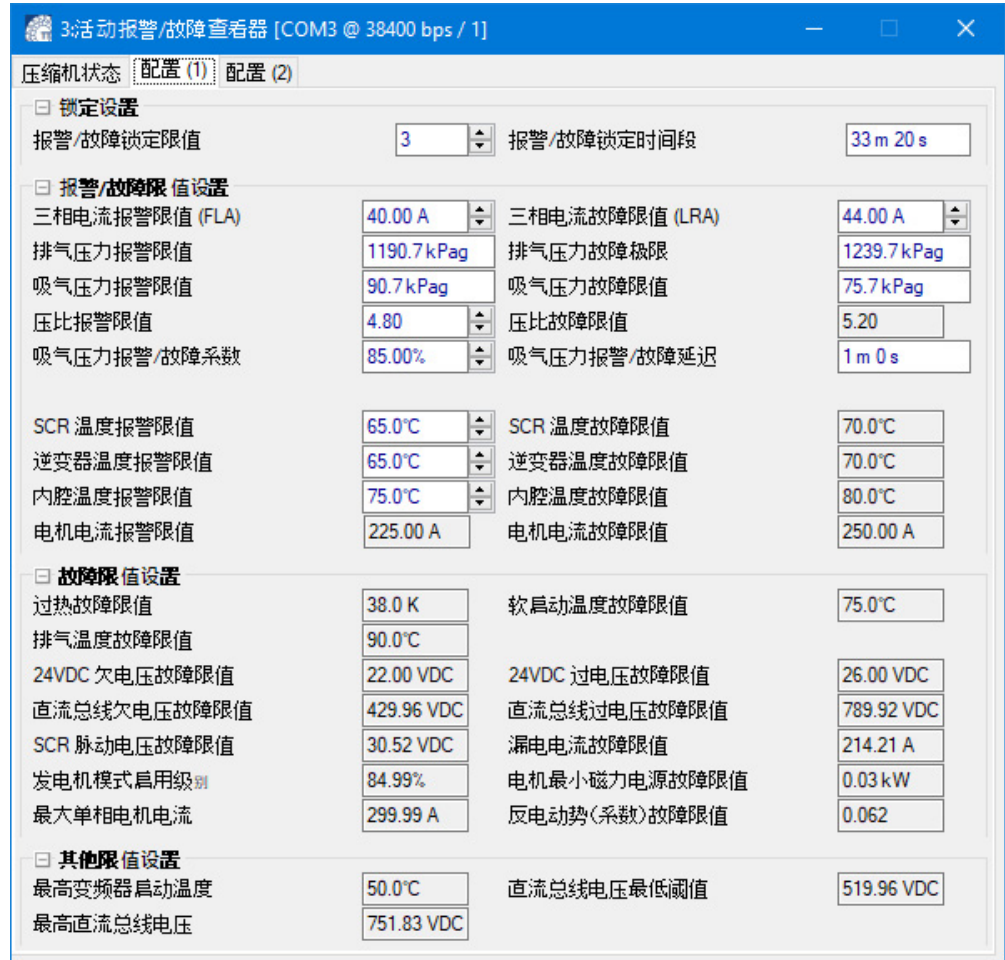 3:活动报警/故障查看器 [COM3 @ 38400 bps / 1]
压缩机状态 配置 (1) 配置 (2)
锁定设置
报警/故障锁定限值 3 报警/故障锁定时间段 33 m 20 s
报警/故障限值设置
三相电流报警限值 (FLA) 40.00 A 三相电流故障限值 (LRA) 44.00 A
排气压力报警限值 1190.7 kPag 排气压力故障极限 1239.7 kPag
吸气压力报警限值 90.7 kPag 吸气压力故障限值 75.7 kPag
压比报警限值 4.80 压比故障限值 5.20
吸气压力报警/故障系数 85.00% 吸气压力报警/故障延迟 1 m 0 s
SCR 温度报警限值 65.0℃ SCR 温度故障限值 70.0℃
逆变器温度报警限值 65.0℃ 逆变器温度故障限值 70.0℃
内腔温度报警限值 75.0℃ 内腔温度故障限值 80.0℃
电机电流报警限值 225.00 A 电机电流故障限值 250.00 A
故障限值设置
过热故障限值 38.0 K 软启动温度故障限值 75.0℃
排气温度故障限值 90.0℃
24VDC 欠电压故障限值 22.00 VDC 24VDC 过电压故障限值 26.00 VDC
直流总线欠电压故障限值 429.96 VDC 直流总线过电压故障限值 789.92 VDC
SCR 脉动电压故障限值 30.52 VDC 漏电电流故障限值 214.21 A
发电机模式启用级别 84.99% 电机最小磁力电源故障限值 0.03 kW
最大单相电机电流 299.99 A 反电动势(系数)故障限值 0.062
其他限值设置
最高变频器启动温度 50.0℃ 直流总线电压最低阈值 519.96 VDC
最高直流总线电压 751.83 VDC